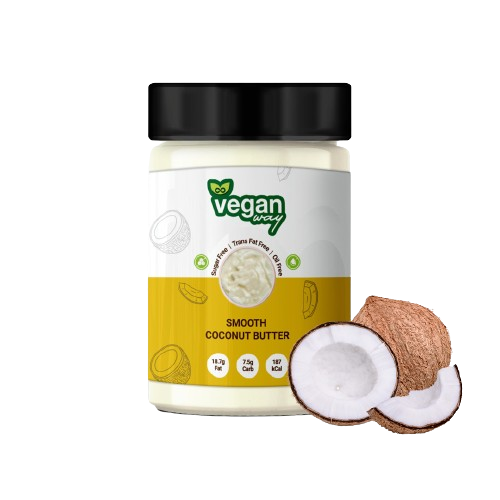 vegan
way
Sugar Free | Trans Fat Free | Oil Free
SMOOTH
COCONUT BUTTER
18.7g
Fat
7.5g
Carb
187
kCal